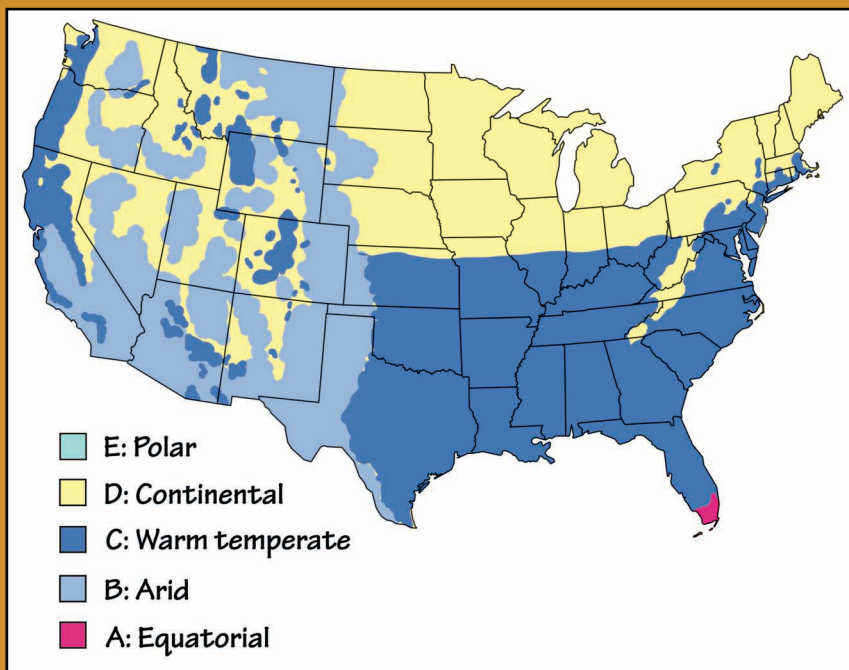 E: Polar
D: Continental
C: Warm temperate
B: Arid
A: Equatorial